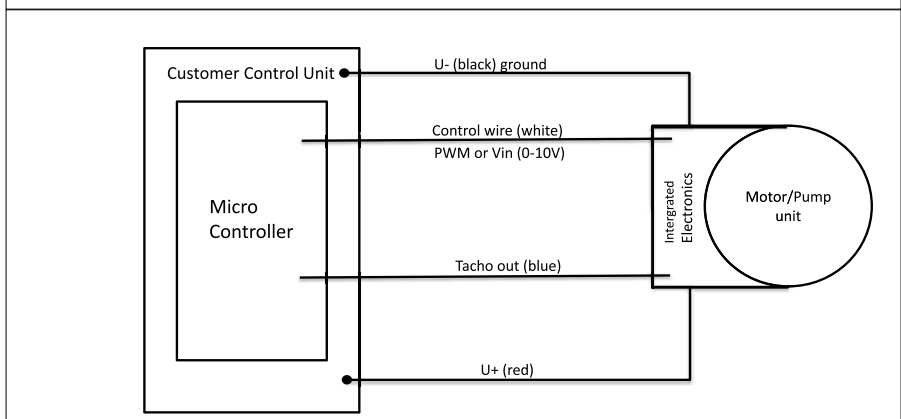 U- (black) ground
Customer Control Unit
Control wire (white)
PWM or Vin (0-10V)
Micro
Controller
Intergrated
Electronics
Motor/Pump
unit
Tacho out (blue)
U+ (red)